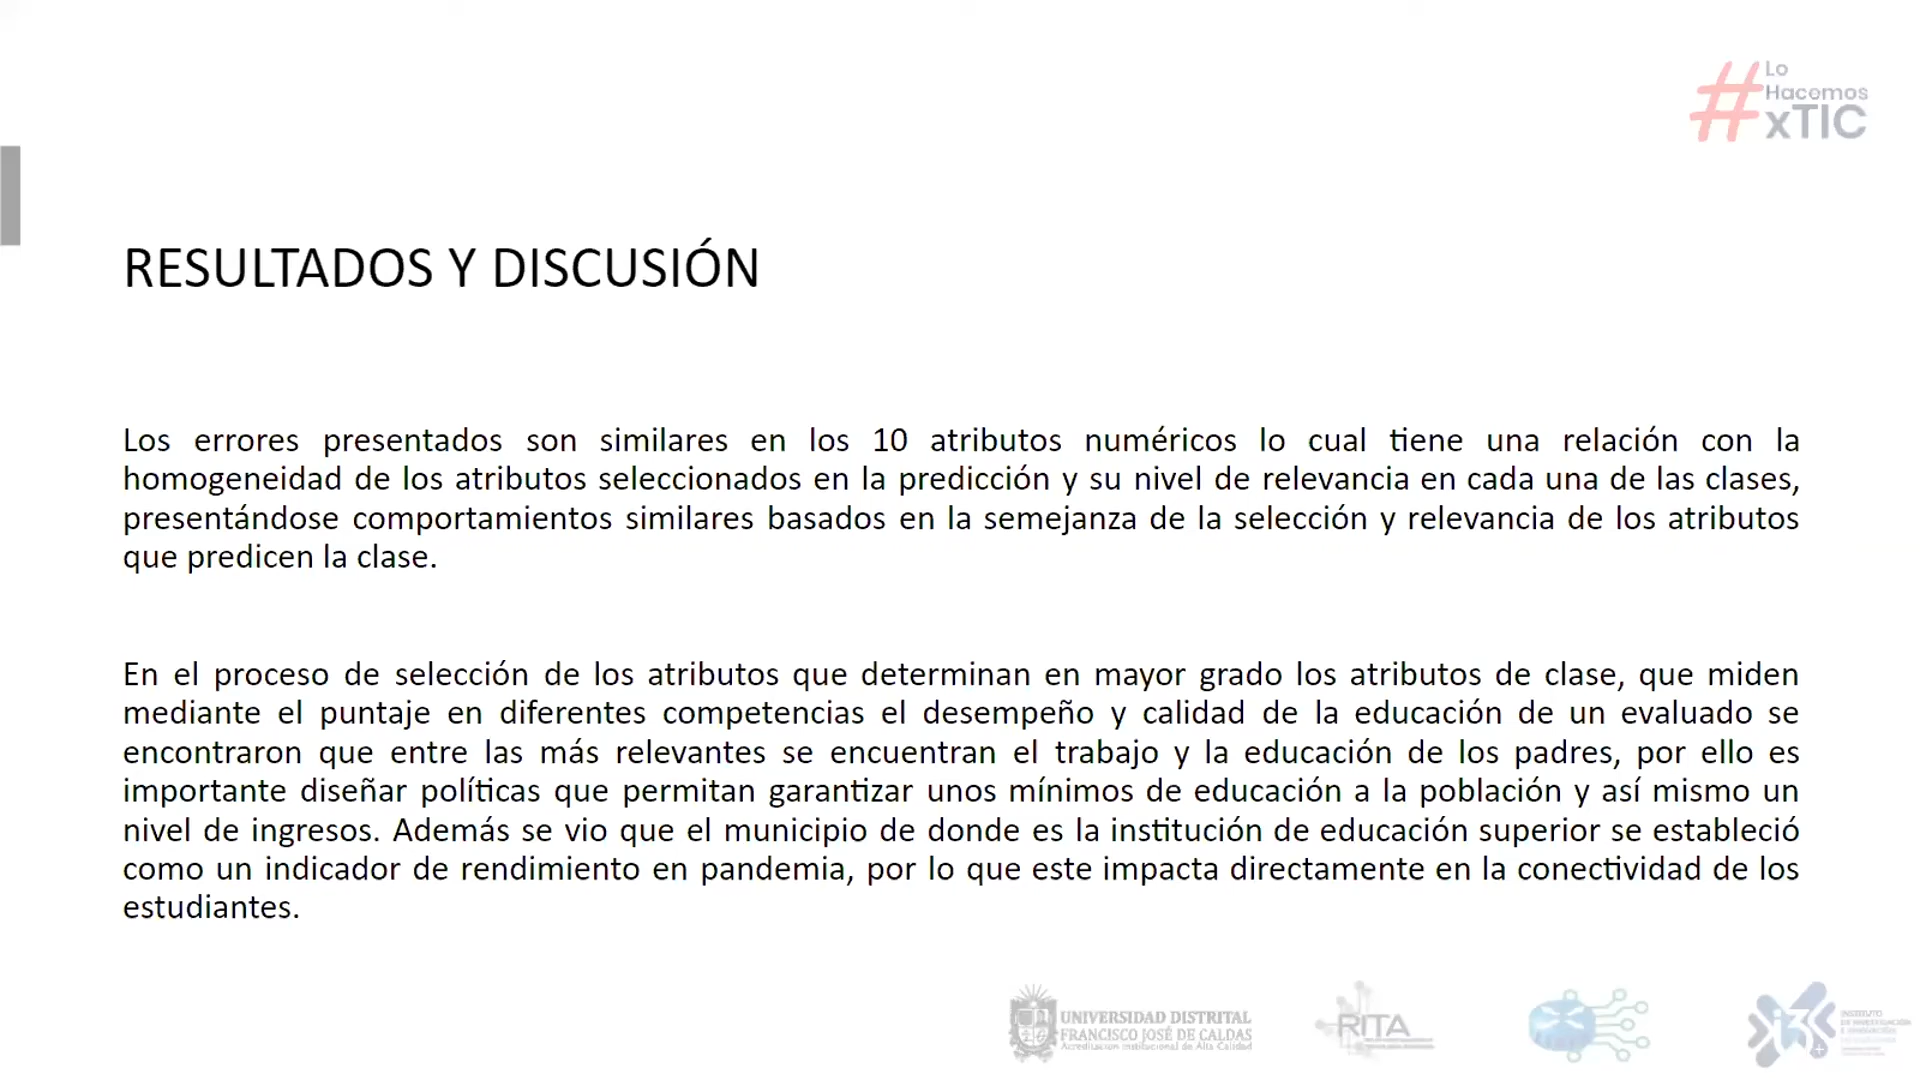 Lo
Hacemos
xTIC
RESULTADOS Y DISCUSIÓN
Los errores presentados son similares en los 10 atributos numéricos lo cual tiene una relación con la
homogeneidad de los atributos seleccionados en la predicción y su nivel de relevancia en cada una de las clases,
presentándose comportamientos similares basados en la semejanza de la selección y relevancia de los atributos
que predicen la clase.
En el proceso de selección de los atributos que determinan en mayor grado los atributos de clase, que miden
mediante el puntaje en diferentes competencias el desempeño y calidad de la educación de un evaluado se
encontraron que entre las más relevantes se encuentran el trabajo y la educación de los padres, por ello es
importante diseñar políticas que permitan garantizar unos mínimos de educación a la población y así mismo un
nivel de ingresos. Además se vio que el municipio de donde es la institución de educación superior se estableció
como un indicador de rendimiento en pandemia, por lo que este impacta directamente en la conectividad de los
estudiantes.
UNIVERSIDAD DISTRITAL
FRANCISCO JOSÉ DE CALDAS
Acreditación Institucional de Alta Calidad
RITA
i3
INSTITUTO
DE INVESTIGACIÓN